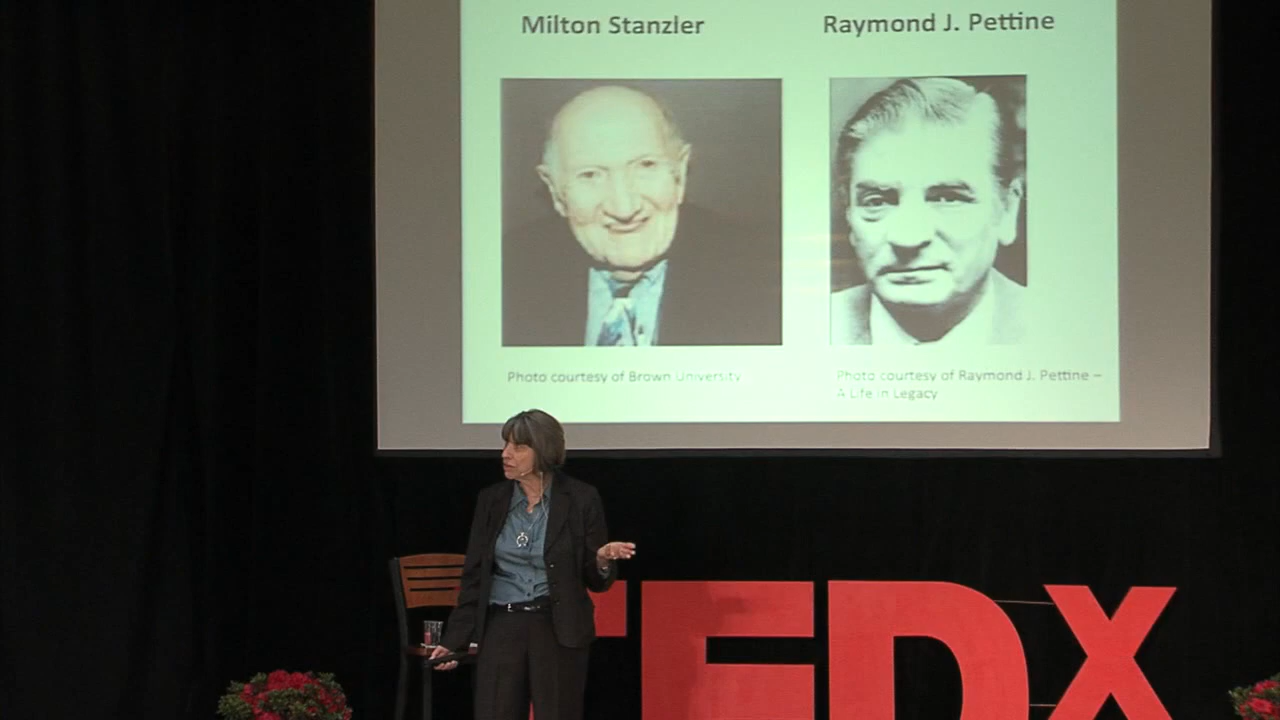 Milton Stanzler
Raymond J. Pettine
Photo courtesy of Brown University
Photo courtesy of Raymond J. Pettine –
A Life in Legacy
TEDx